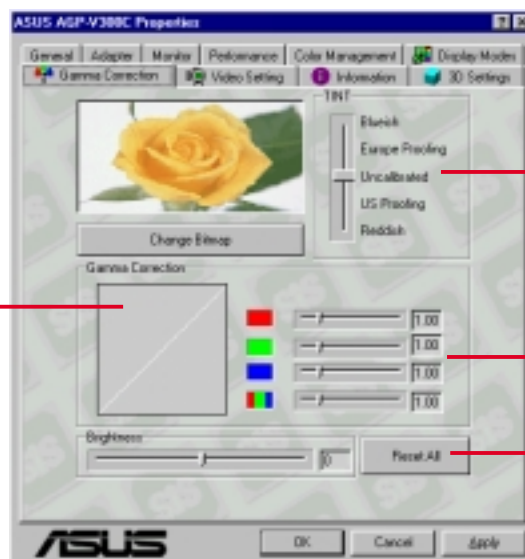 ASUS AGP-V388C Properties
General Adapter Monitor Performance Color Management Display Modes
Gamma Correction Video Setting Information 3D Settings
TINT
Blueish
Europe Proofing
Uncalibrated
US Proofing
Reddish
Change Bitmap
Gamma Correction
1.00
1.00
1.00
1.00
Brightness
0
Reset All
ASUS
OK Cancel Apply